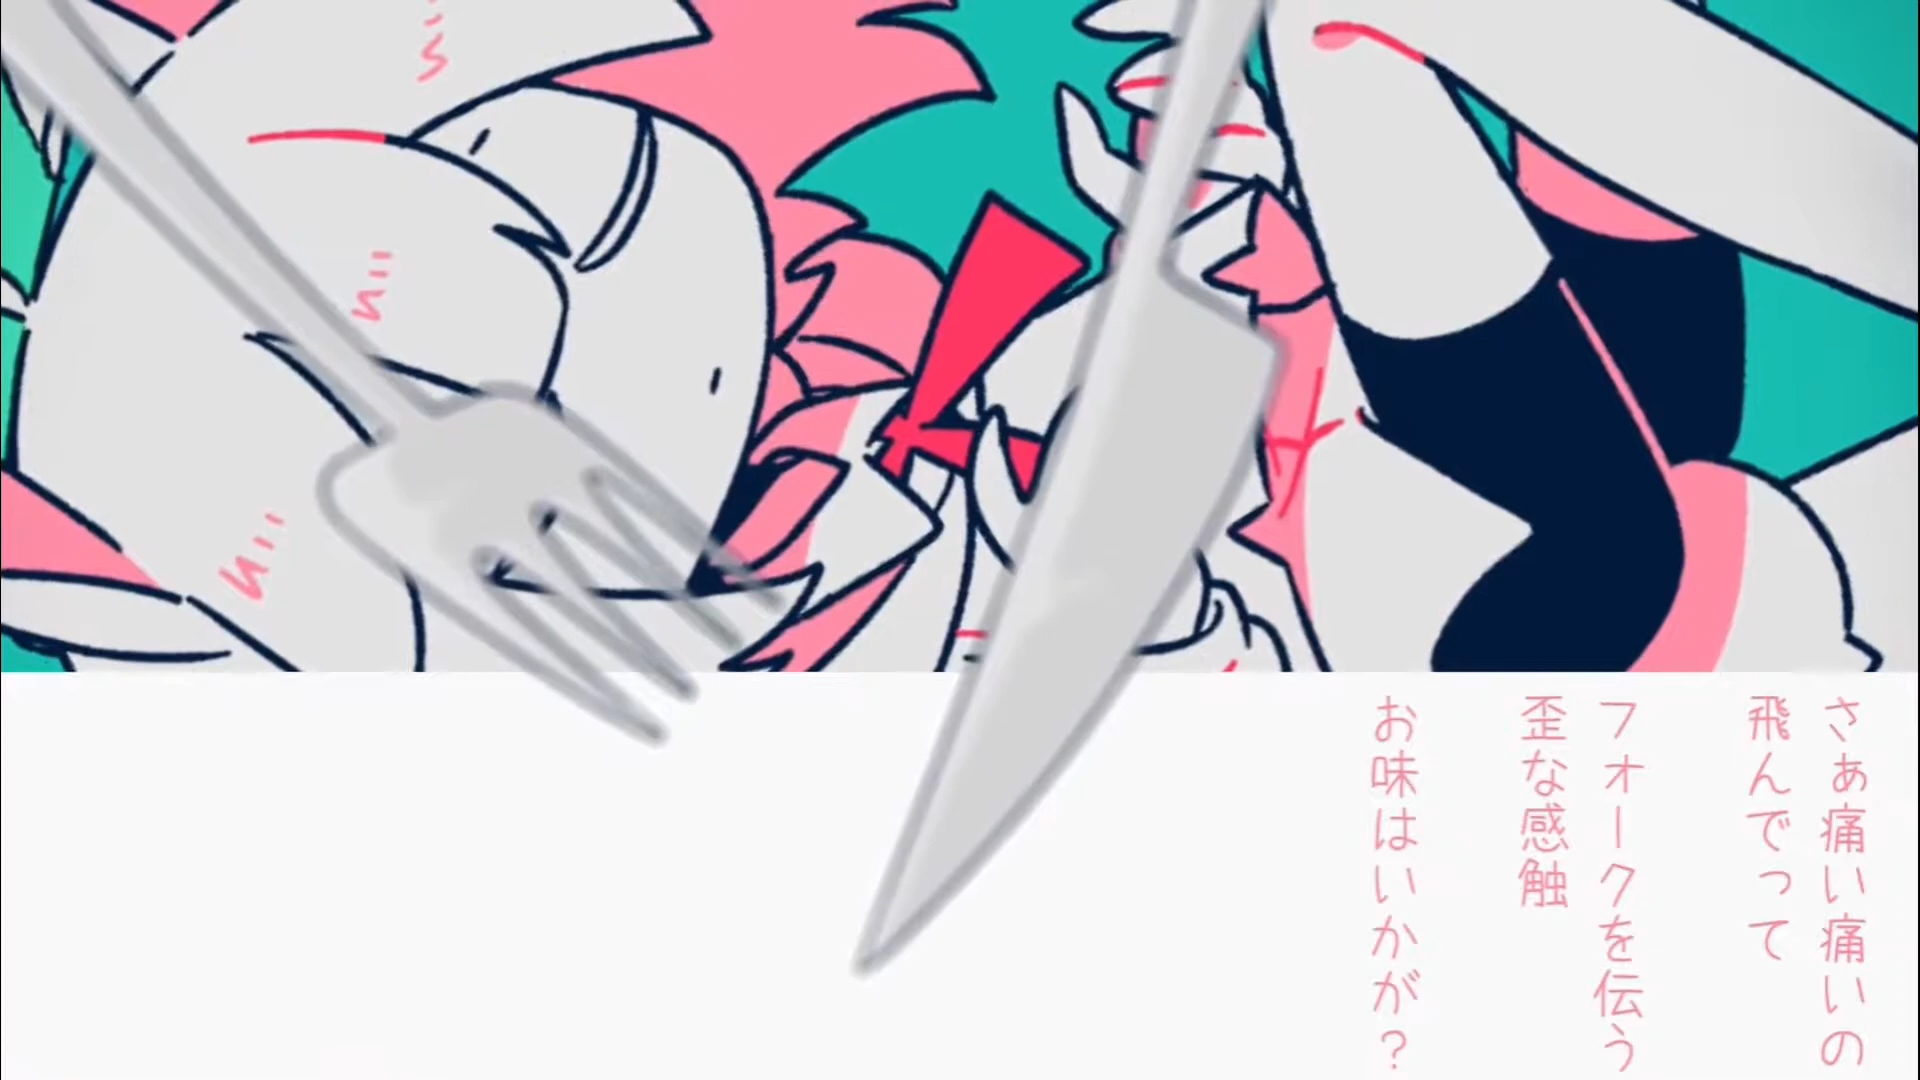 さぁ痛い痛いの
飛んでって
フォークを伝う
歪な感触
お味はいかが？